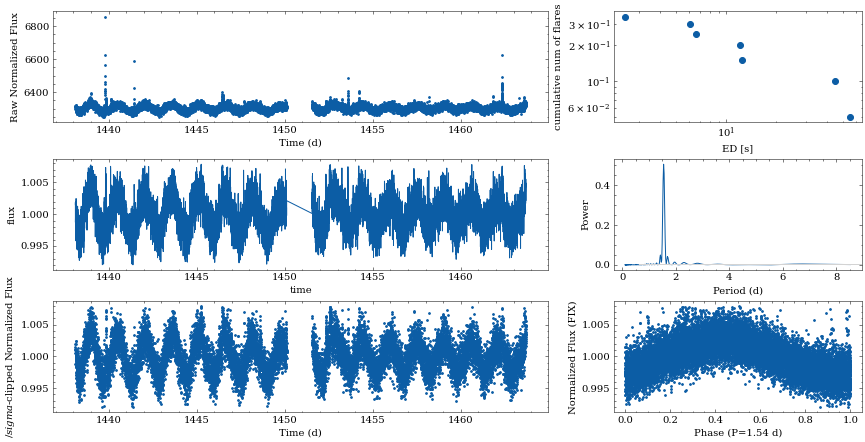 Raw Normalized Flux
6800
6600
6400
1440 1445 1450 1455 1460
Time (d)
cumulative num of flares
3 × 10⁻¹
2 × 10⁻¹
10⁻¹
6 × 10⁻²
10¹
ED [s]
flux
1.005
1.000
0.995
1440 1445 1450 1455 1460
time
Power
0.4
0.2
0.0
0 2 4 6 8
Period (d)
/sigma-clipped Normalized Flux
1.005
1.000
0.995
1440 1445 1450 1455 1460
Time (d)
Normalized Flux (FIX)
1.005
1.000
0.995
0.0 0.2 0.4 0.6 0.8 1.0
Phase (P=1.54 d)